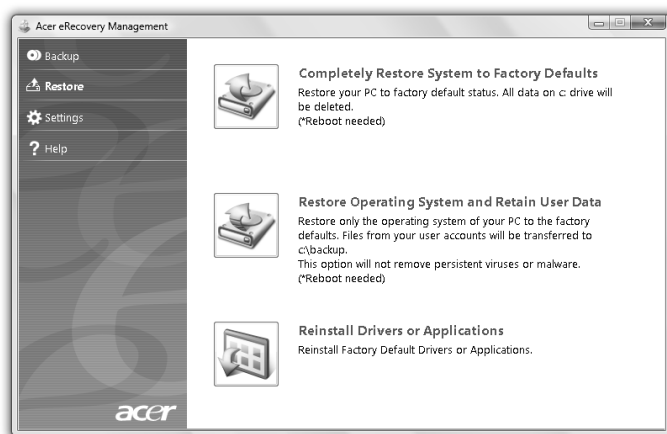 Acer eRecovery Management
Backup
Restore
Settings
Help
Completely Restore System to Factory Defaults
Restore your PC to factory default status. All data on c: drive will
be deleted.
(*Reboot needed)
Restore Operating System and Retain User Data
Restore only the operating system of your PC to the factory
defaults. Files from your user accounts will be transferred to
c:\backup.
This option will not remove persistent viruses or malware.
(*Reboot needed)
Reinstall Drivers or Applications
Reinstall Factory Default Drivers or Applications.
acer